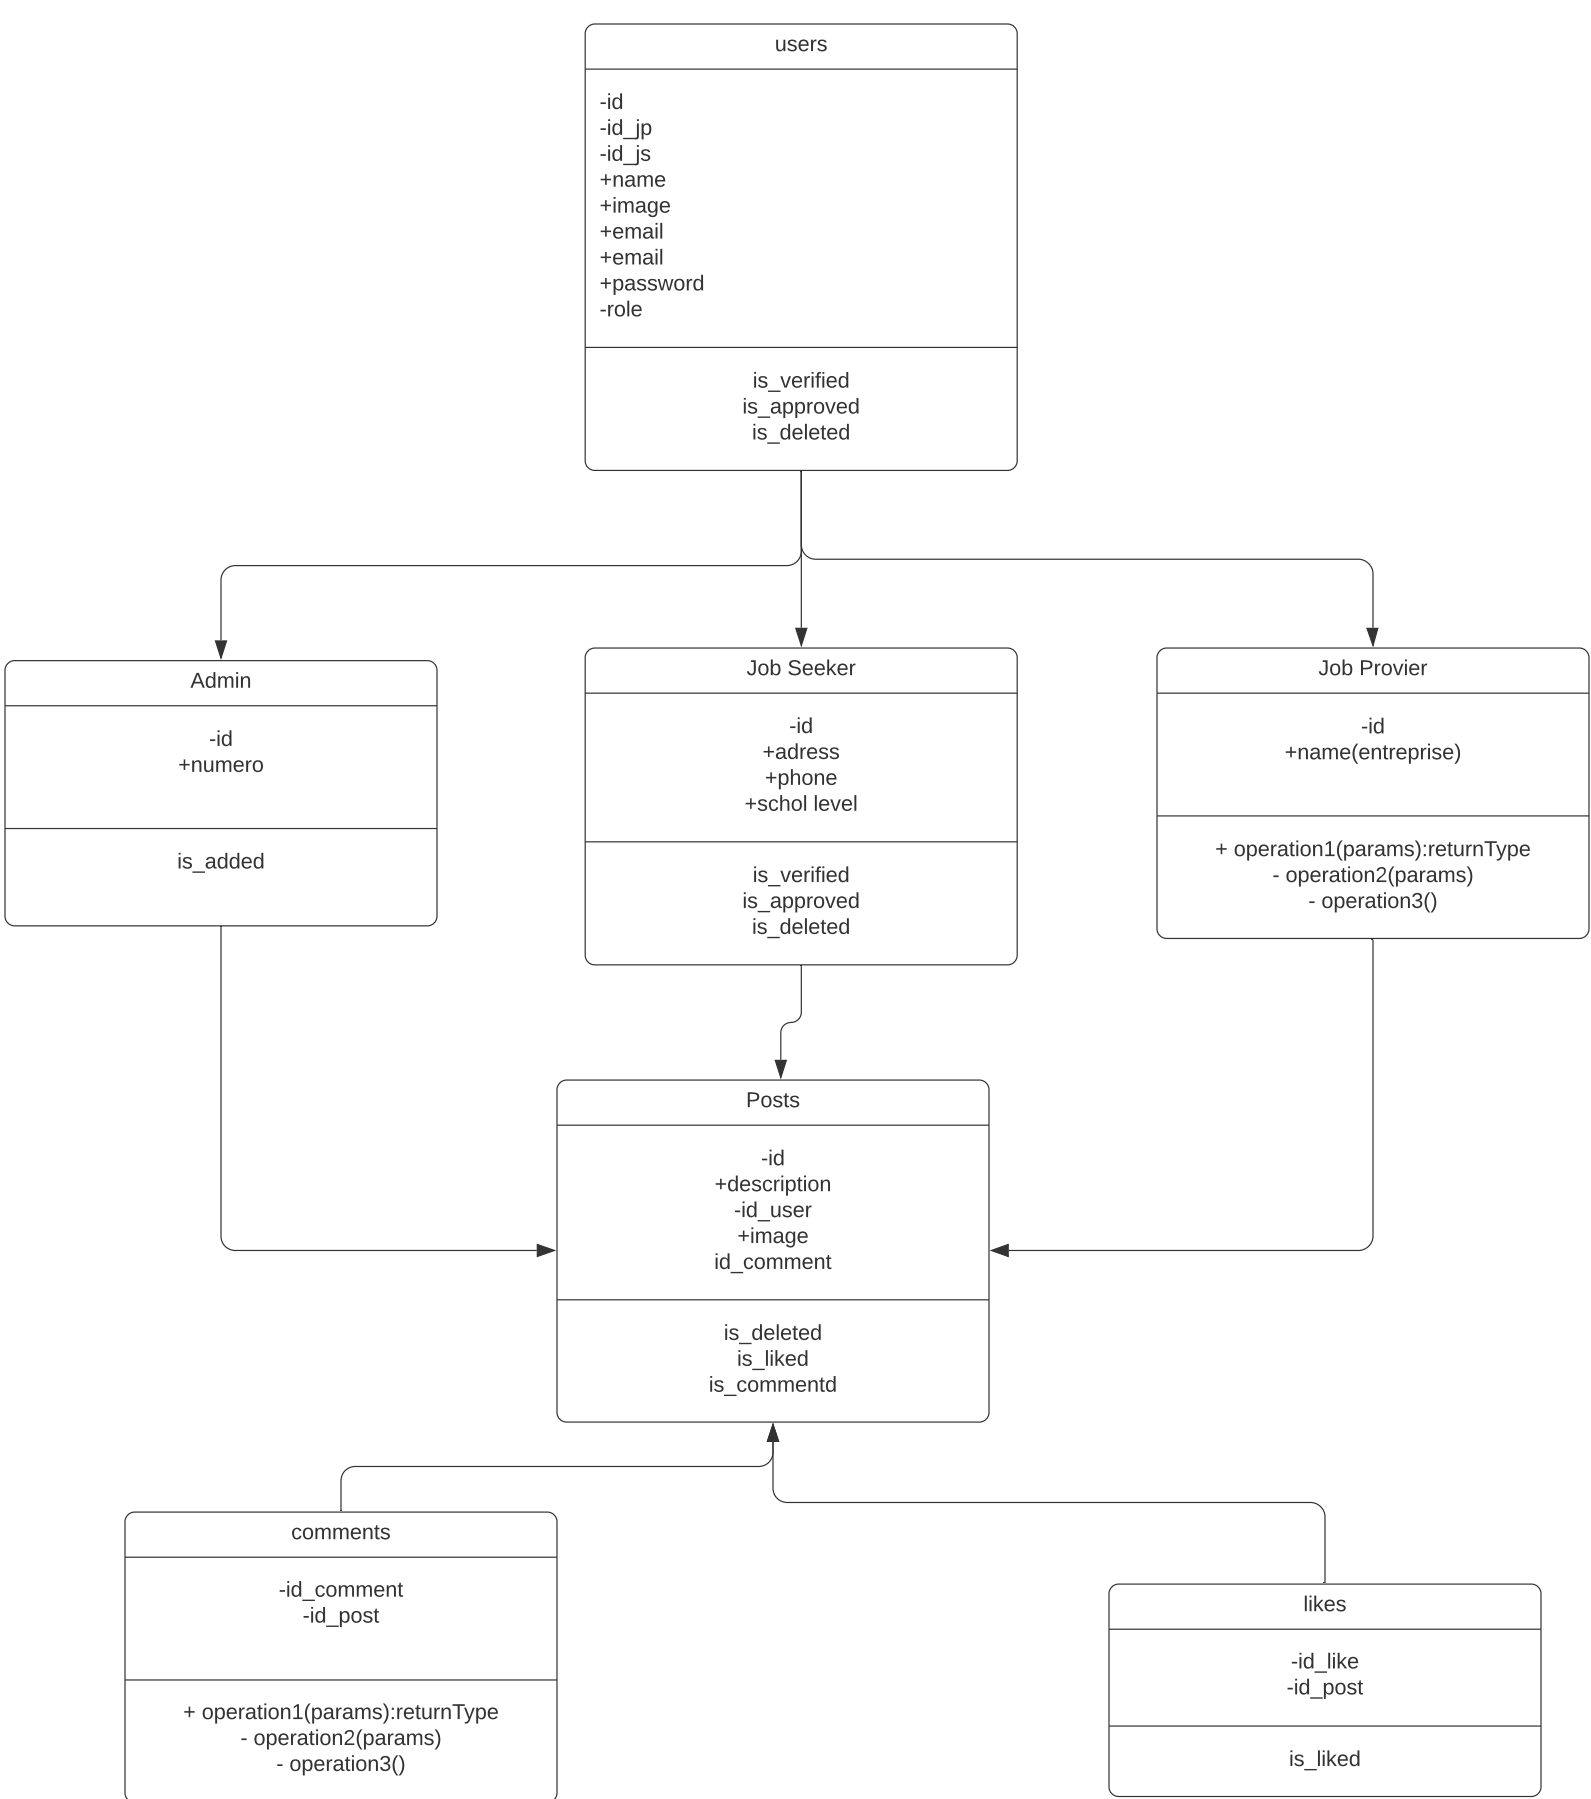 users
-id
-id_jp
-id_js
+name
+image
+email
+email
+password
-role
is_verified
is_approved
is_deleted
Admin
-id
+numero
is_added
Job Seeker
-id
+adress
+phone
+schol level
is_verified
is_approved
is_deleted
Job Provier
-id
+name(entreprise)
+ operation1(params):returnType
- operation2(params)
- operation3()
Posts
-id
+description
-id_user
+image
id_comment
is_deleted
is_liked
is_commentd
comments
-id_comment
-id_post
+ operation1(params):returnType
- operation2(params)
- operation3()
likes
-id_like
-id_post
is_liked